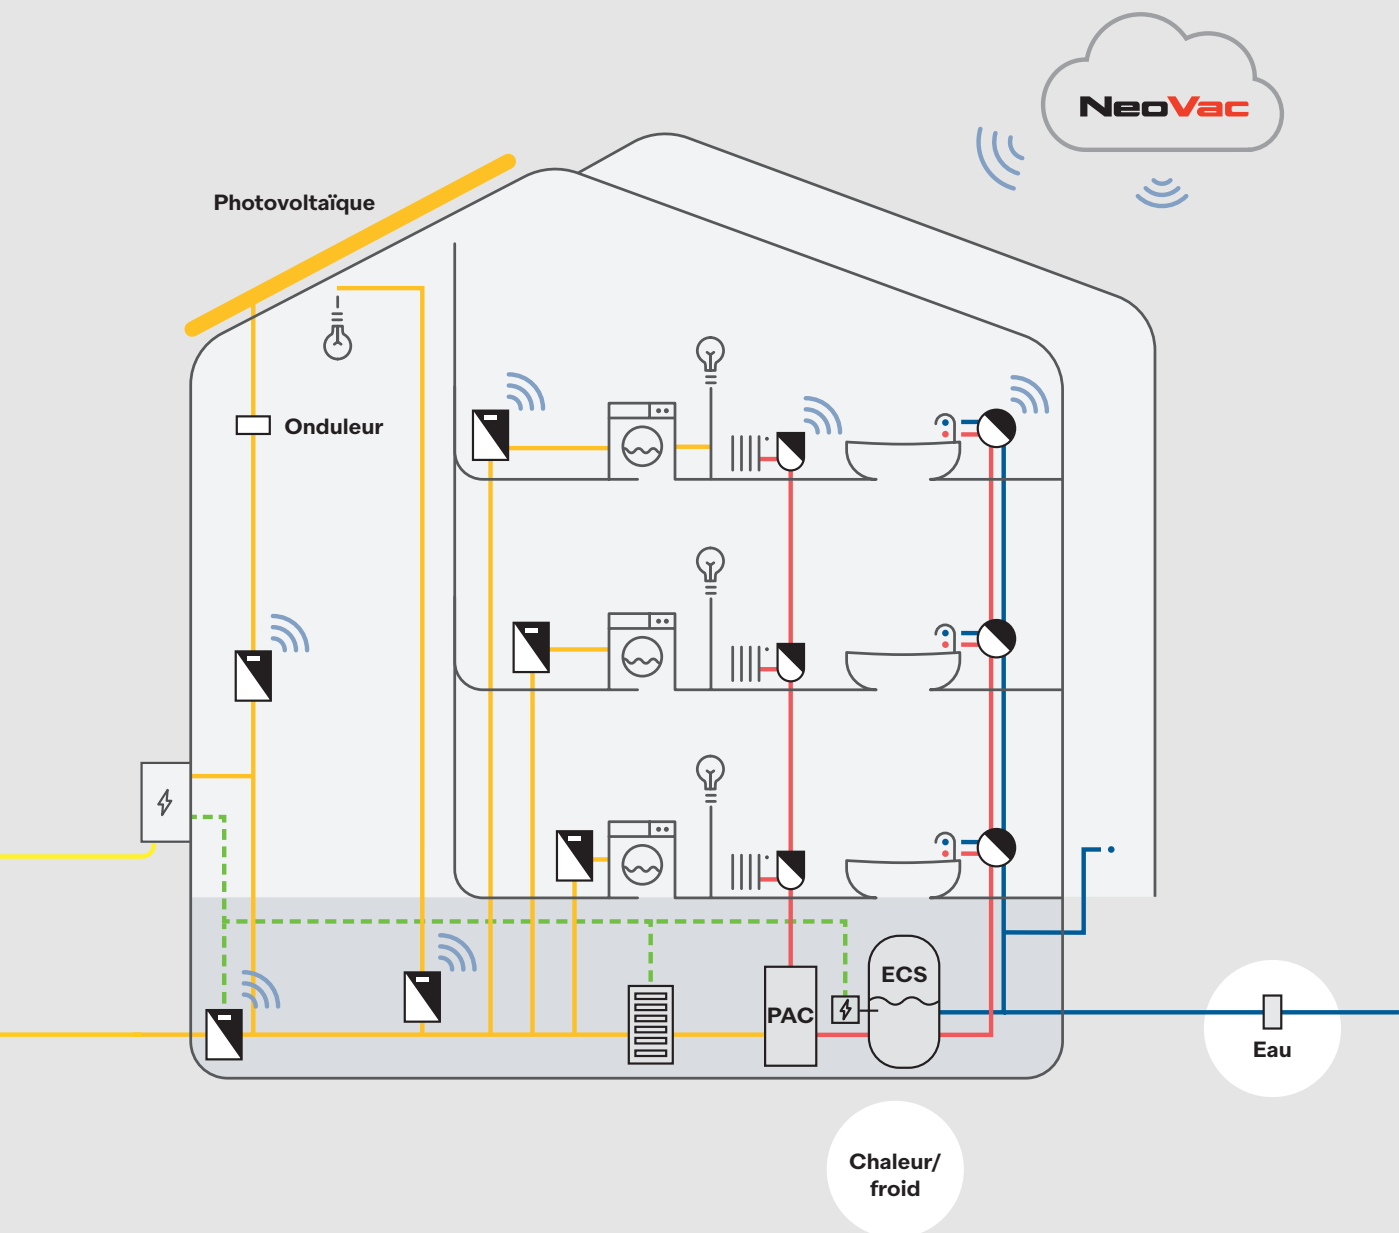 NeoVac
Photovoltaïque
Onduleur
ECS
PAC
Eau
Chaleur/
froid